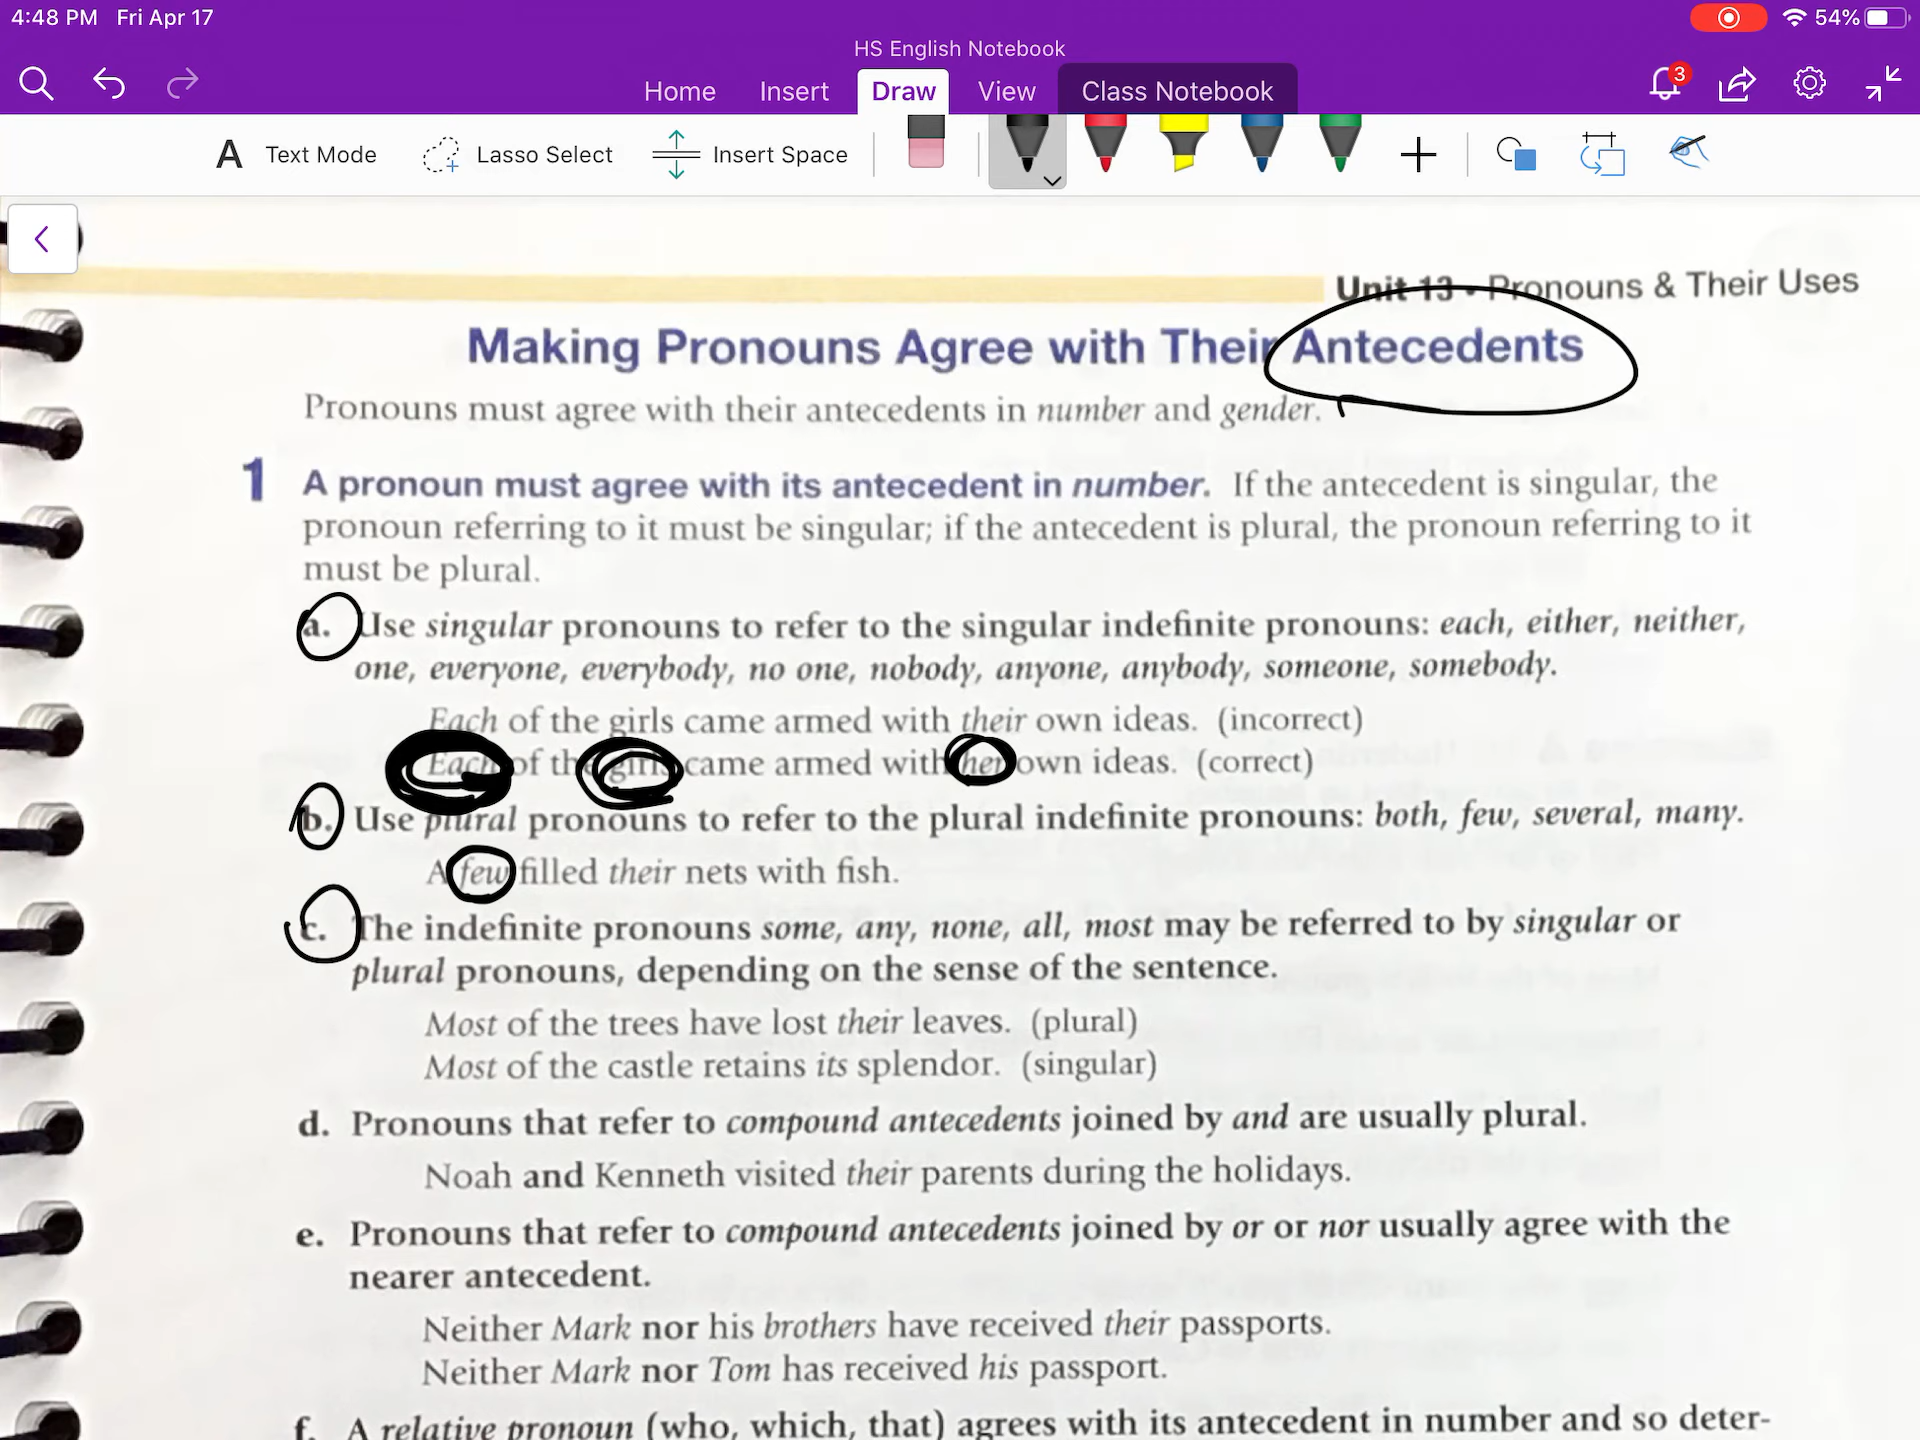 4:48 PM Fri Apr 17
54%
HS English Notebook
Home Insert Draw View Class Notebook
3
A Text Mode Lasso Select Insert Space
Unit 13 • Pronouns & Their Uses
Making Pronouns Agree with Their Antecedents
Pronouns must agree with their antecedents in number and gender.
1 A pronoun must agree with its antecedent in number. If the antecedent is singular, the
pronoun referring to it must be singular; if the antecedent is plural, the pronoun referring to it
must be plural.
a. Use singular pronouns to refer to the singular indefinite pronouns: each, either, neither,
one, everyone, everybody, no one, nobody, anyone, anybody, someone, somebody.
Each of the girls came armed with their own ideas. (incorrect)
Each of the girls came armed with her own ideas. (correct)
b. Use plural pronouns to refer to the plural indefinite pronouns: both, few, several, many.
A few filled their nets with fish.
c. The indefinite pronouns some, any, none, all, most may be referred to by singular or
plural pronouns, depending on the sense of the sentence.
Most of the trees have lost their leaves. (plural)
Most of the castle retains its splendor. (singular)
d. Pronouns that refer to compound antecedents joined by and are usually plural.
Noah and Kenneth visited their parents during the holidays.
e. Pronouns that refer to compound antecedents joined by or or nor usually agree with the
nearer antecedent.
Neither Mark nor his brothers have received their passports.
Neither Mark nor Tom has received his passport.
f. A relative pronoun (who, which, that) agrees with its antecedent in number and so deter-